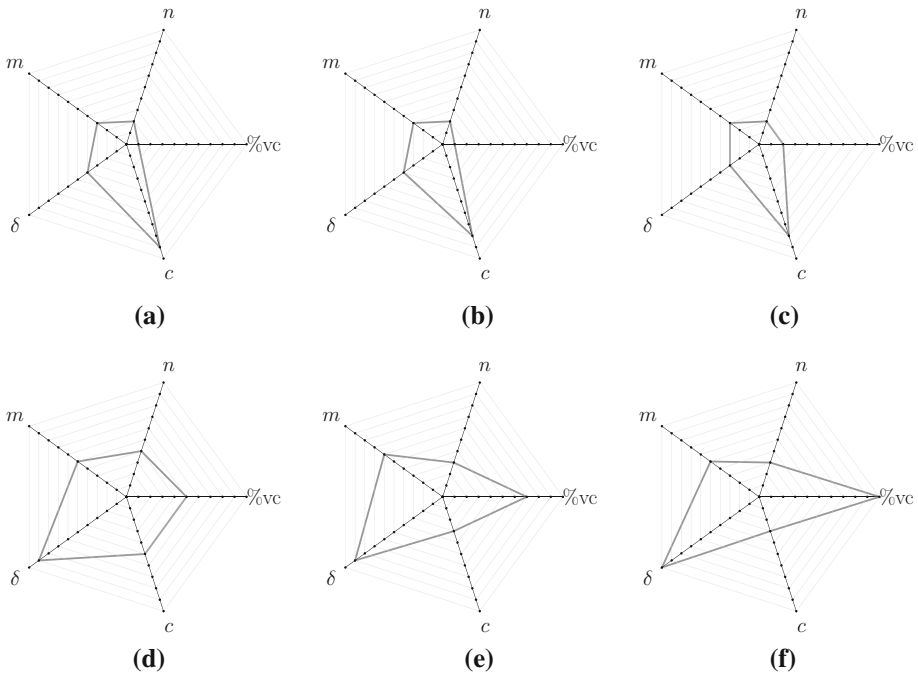 n n n
m m m
%vc %vc %vc
δ δ δ
c c c
(a) (b) (c)
n n n
m m m
%vc %vc %vc
δ δ δ
c c c
(d) (e) (f)